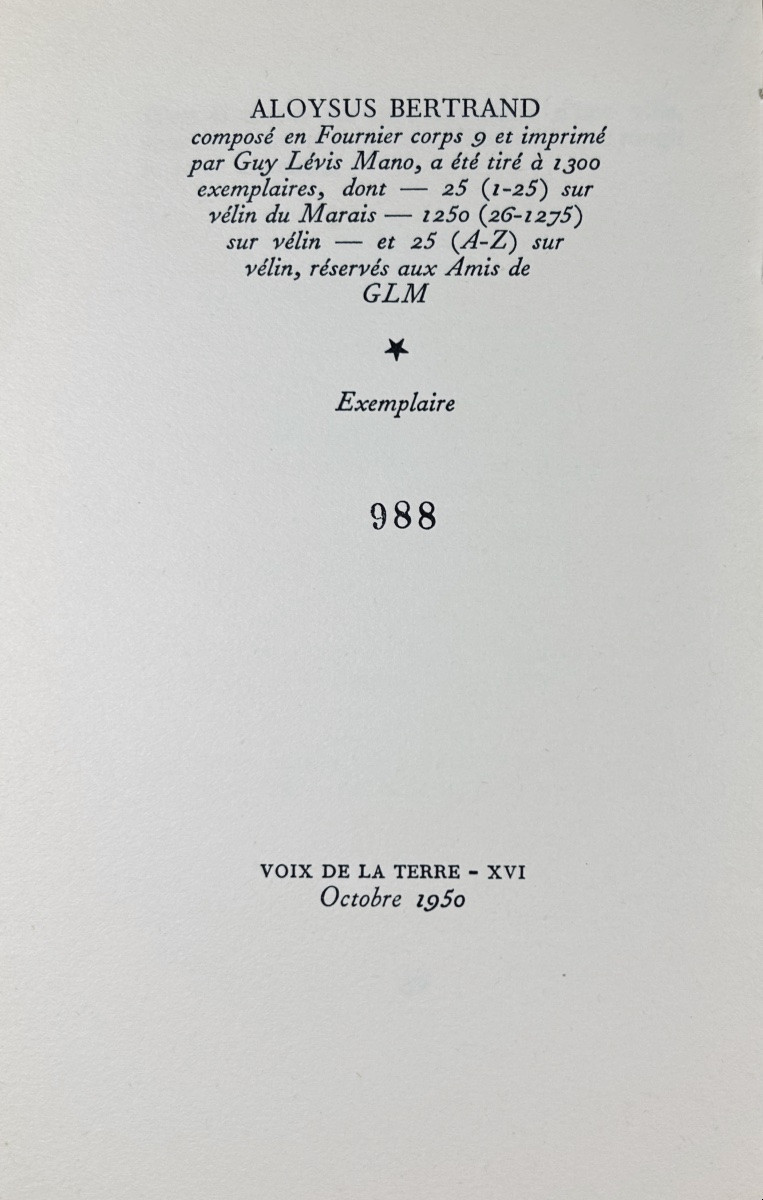 ALOYSUS BERTRAND
composé en Fournier corps 9 et imprimé
par Guy Lévis Mano, a été tiré à 1300
exemplaires, dont — 25 (1-25) sur
vélin du Marais — 1250 (26-1275)
sur vélin — et 25 (A-Z) sur
vélin, réservés aux Amis de
GLM
★
Exemplaire
988
VOIX DE LA TERRE - XVI
Octobre 1950